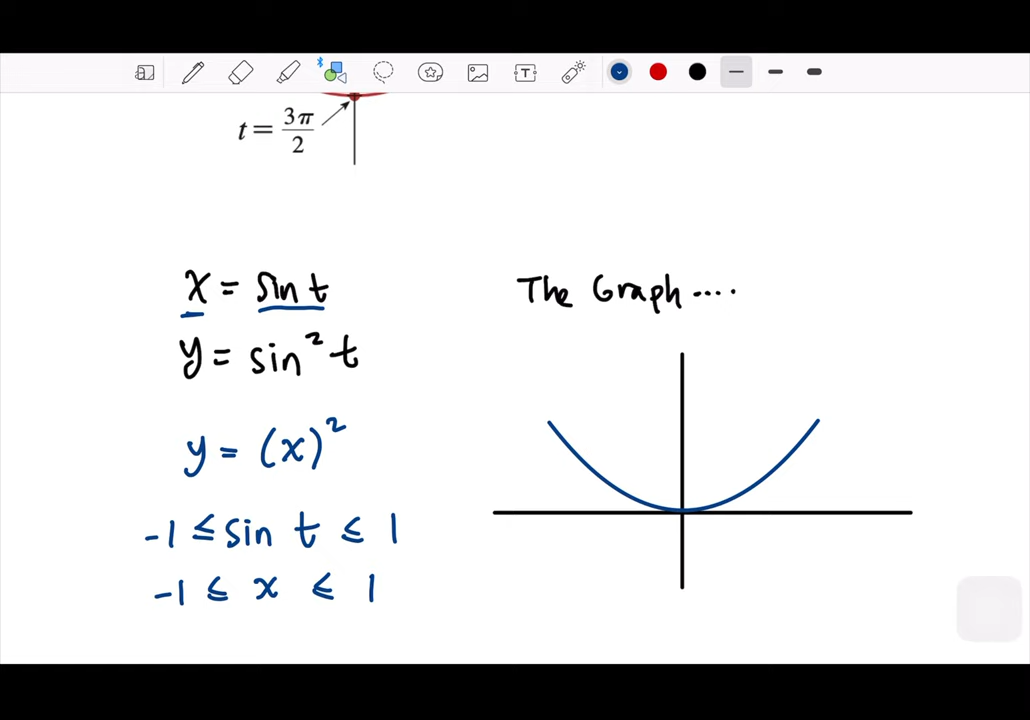 t = 3π/2
x = sin t
The Graph ....
y = sin² t
y = (x)²
-1 ≤ sin t ≤ 1
-1 ≤ x ≤ 1